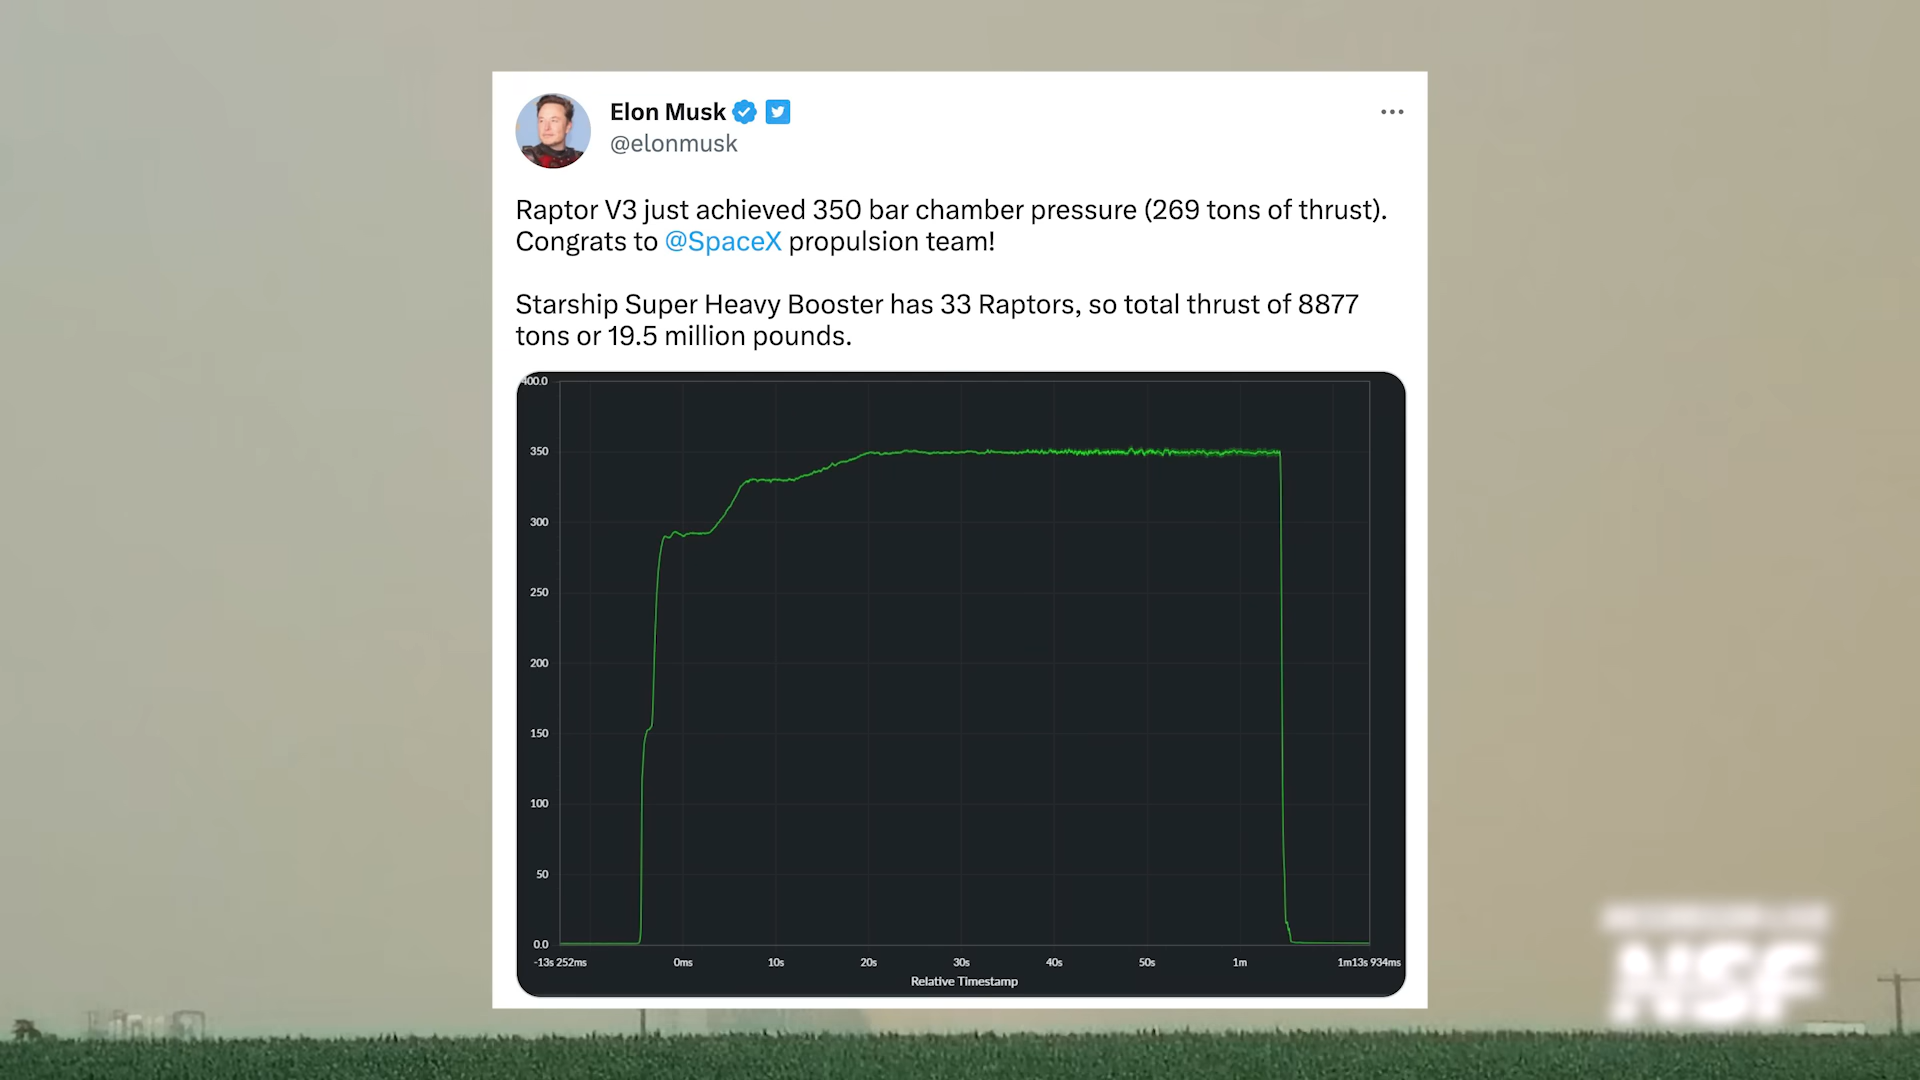 Elon Musk
@elonmusk
Raptor V3 just achieved 350 bar chamber pressure (269 tons of thrust).
Congrats to @SpaceX propulsion team!
Starship Super Heavy Booster has 33 Raptors, so total thrust of 8877
tons or 19.5 million pounds.
400.0
350
300
250
200
150
100
50
0.0
-13s 252ms 0ms 10s 20s 30s 40s 50s 1m 1m13s 934ms
Relative Timestamp
NSF